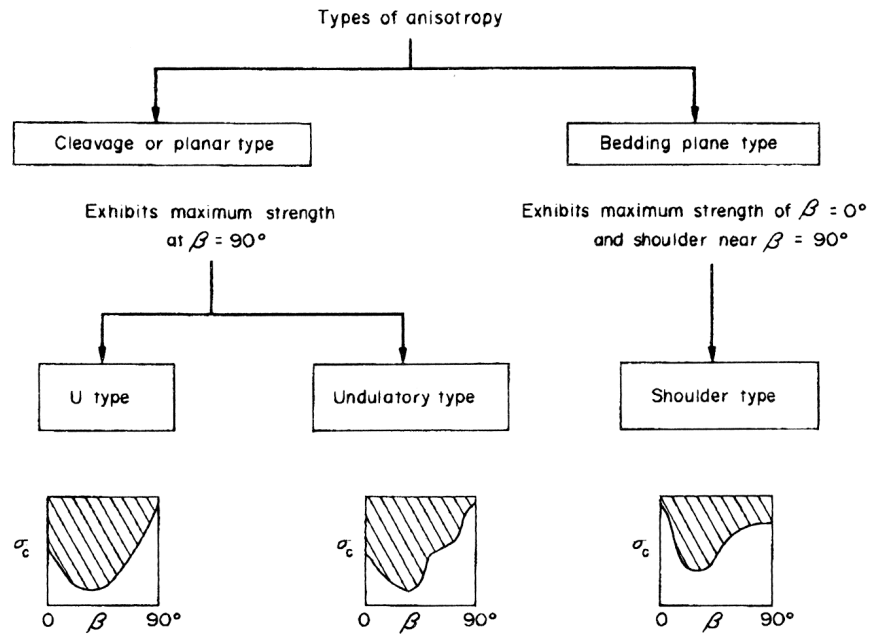 Types of anisotropy
Cleavage or planar type
Bedding plane type
Exhibits maximum strength
at β = 90°
Exhibits maximum strength of β = 0°
and shoulder near β = 90°
U type
Undulatory type
Shoulder type
σc
0 β 90°
σc
0 β 90°
σc
0 β 90°